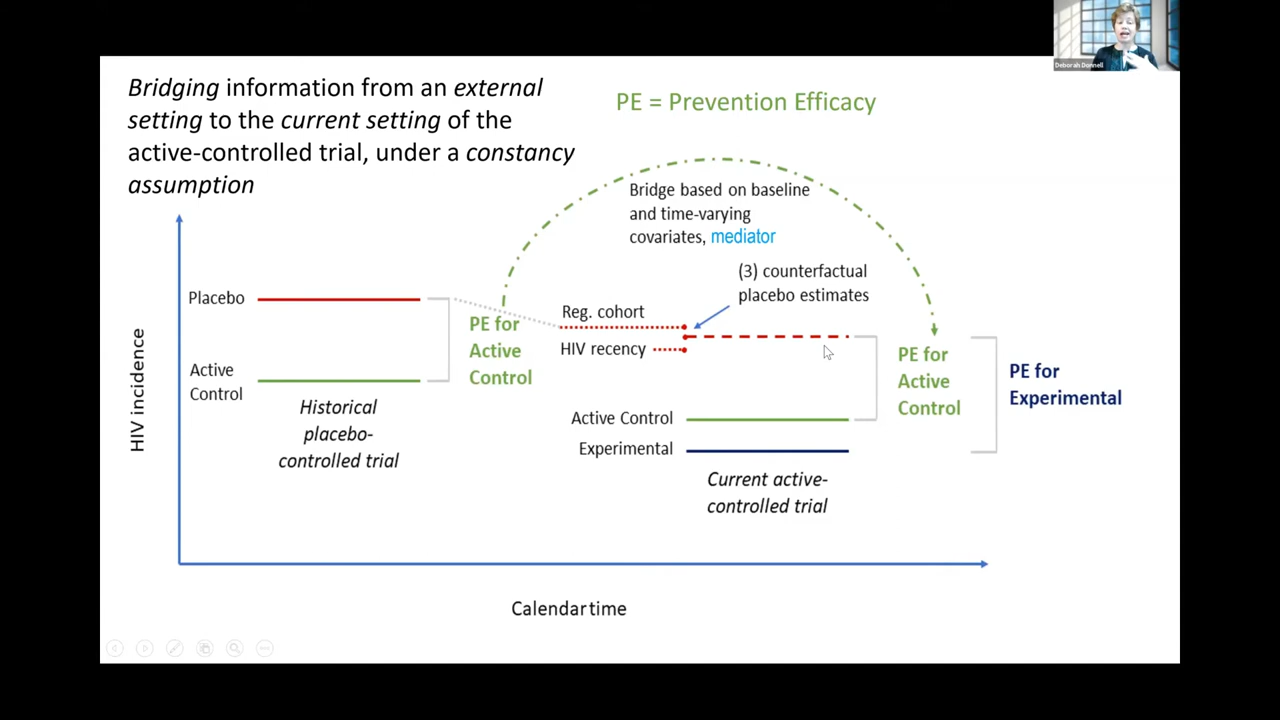 Deborah Donnell
Bridging information from an external
setting to the current setting of the
active-controlled trial, under a constancy
assumption
PE = Prevention Efficacy
Bridge based on baseline
and time-varying
covariates, mediator
(3) counterfactual
placebo estimates
Placebo
Reg. cohort
HIV recency
PE for
Active
Control
Active
Control
Historical
placebo-
controlled trial
Active Control
Experimental
Current active-
controlled trial
PE for
Active
Control
PE for
Experimental
HIV incidence
Calendar time